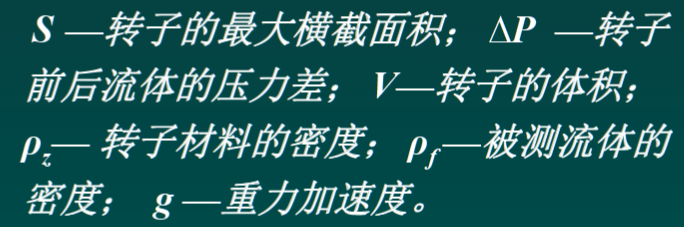 S —转子的最大横截面积； ΔP —转子
前后流体的压力差； V—转子的体积；
ρz— 转子材料的密度； ρf—被测流体的
密度； g —重力加速度。